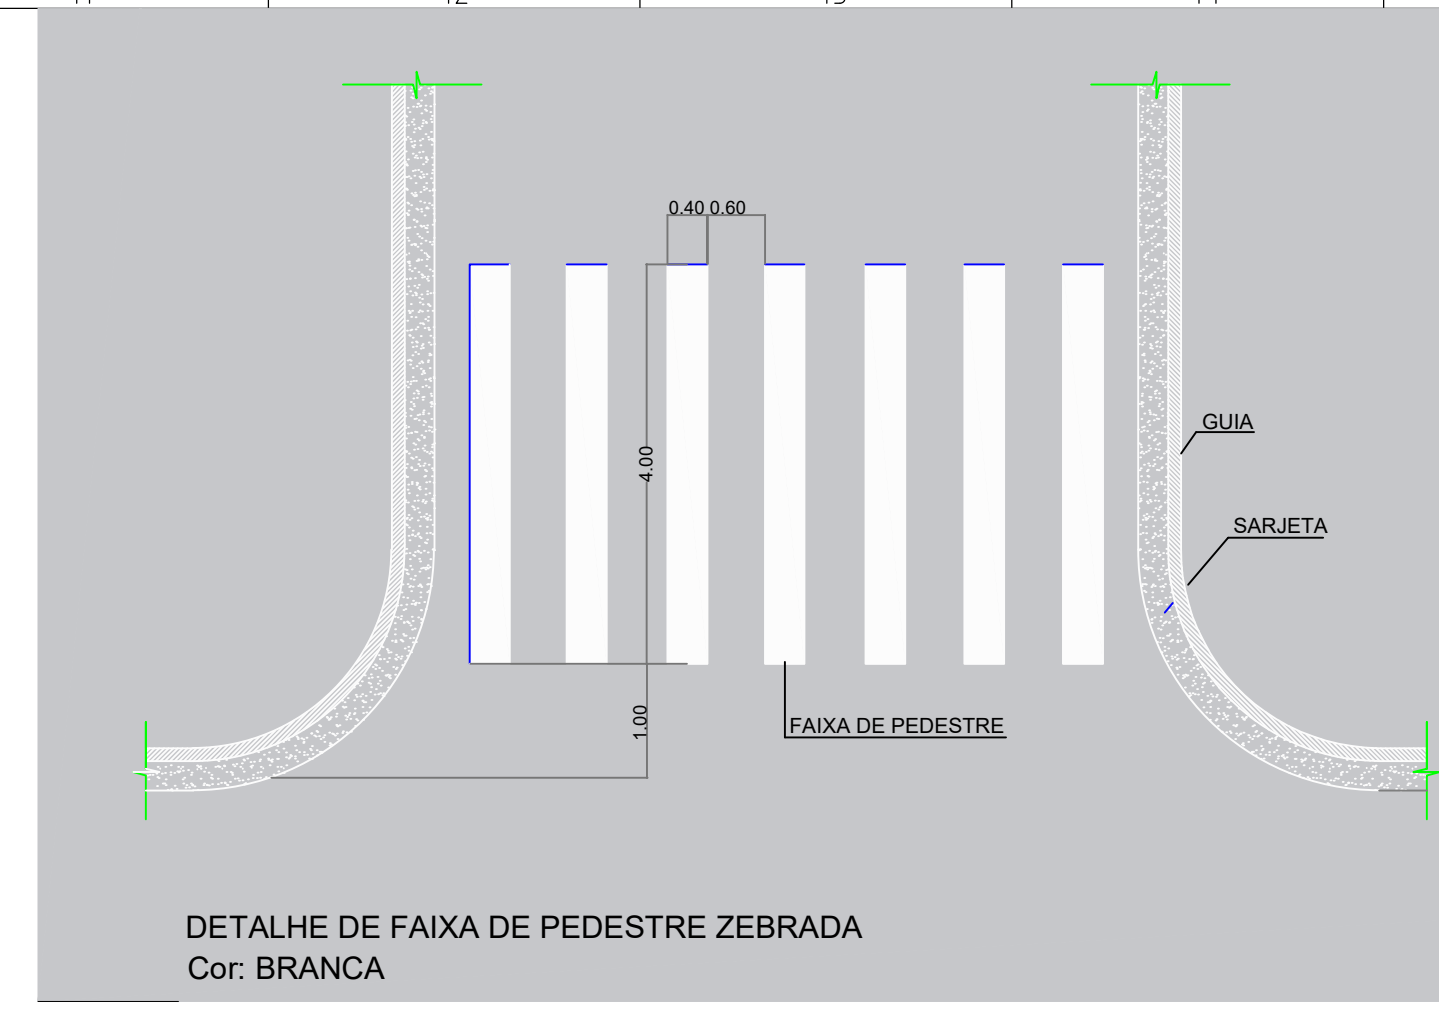 0.40 0.60
4.00
GUIA
SARJETA
1.00
FAIXA DE PEDESTRE
DETALHE DE FAIXA DE PEDESTRE ZEBRADA
Cor: BRANCA